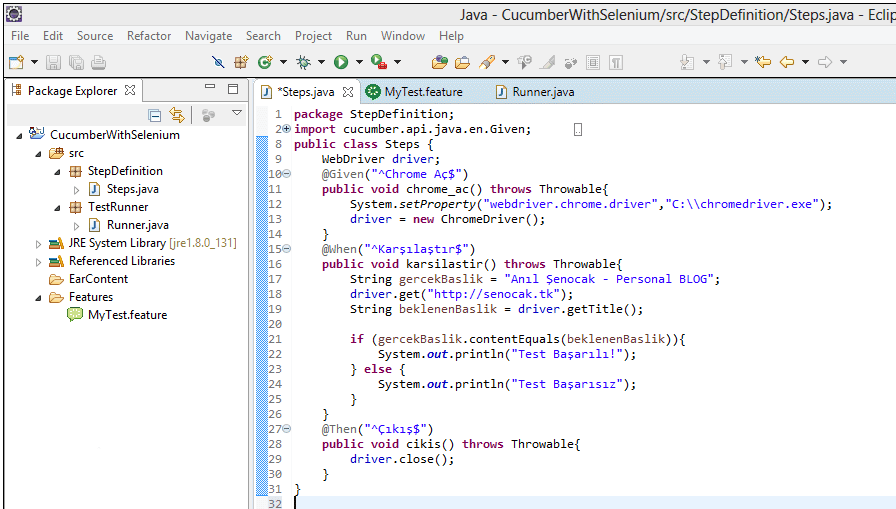 Java - CucumberWithSelenium/src/StepDefinition/Steps.java - Eclip
File Edit Source Refactor Navigate Search Project Run Window Help
Package Explorer
*Steps.java MyTest.feature Runner.java
CucumberWithSelenium
src
StepDefinition
Steps.java
TestRunner
Runner.java
JRE System Library [jre1.8.0_131]
Referenced Libraries
EarContent
Features
MyTest.feature
1 package StepDefinition;
2 import cucumber.api.java.en.Given;
8 public class Steps {
9 WebDriver driver;
10 @Given("^Chrome Aç$")
11 public void chrome_ac() throws Throwable{
12 System.setProperty("webdriver.chrome.driver","C:\\chromedriver.exe");
13 driver = new ChromeDriver();
14 }
15 @When("^Karşılaştır$")
16 public void karsilastir() throws Throwable{
17 String gercekBaslik = "Anıl Şenocak - Personal BLOG";
18 driver.get("http://senocak.tk");
19 String beklenenBaslik = driver.getTitle();
20
21 if (gercekBaslik.contentEquals(beklenenBaslik)){
22 System.out.println("Test Başarılı!");
23 } else {
24 System.out.println("Test Başarısız");
25 }
26 }
27 @Then("^Çıkış$")
28 public void cikis() throws Throwable{
29 driver.close();
30 }
31 }
32